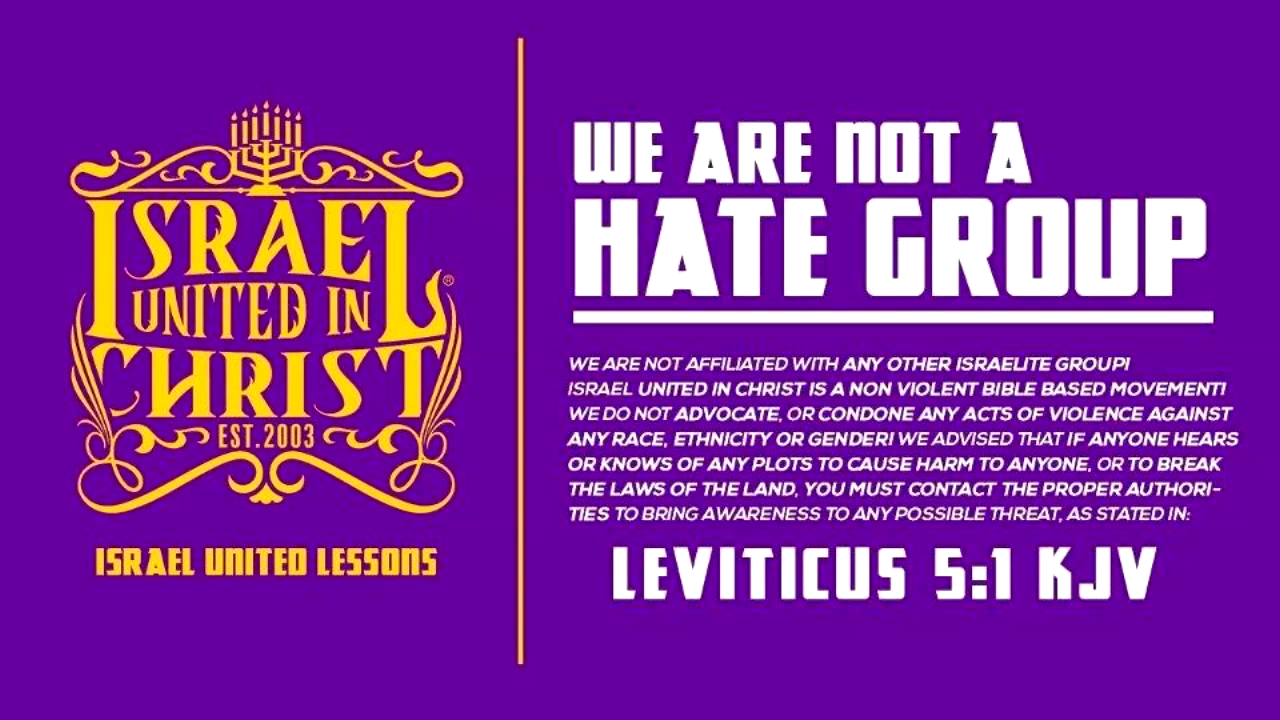 ISRAEL
UNITED IN
CHRIST
EST. 2003
®
ISRAEL UNITED LESSONS
WE ARE NOT A
HATE GROUP
WE ARE NOT AFFILIATED WITH ANY OTHER ISRAELITE GROUP!
ISRAEL UNITED IN CHRIST IS A NON VIOLENT BIBLE BASED MOVEMENT!
WE DO NOT ADVOCATE, OR CONDONE ANY ACTS OF VIOLENCE AGAINST
ANY RACE, ETHNICITY OR GENDER! WE ADVISED THAT IF ANYONE HEARS
OR KNOWS OF ANY PLOTS TO CAUSE HARM TO ANYONE, OR TO BREAK
THE LAWS OF THE LAND, YOU MUST CONTACT THE PROPER AUTHORI-
TIES TO BRING AWARENESS TO ANY POSSIBLE THREAT, AS STATED IN:
LEVITICUS 5:1 KJV